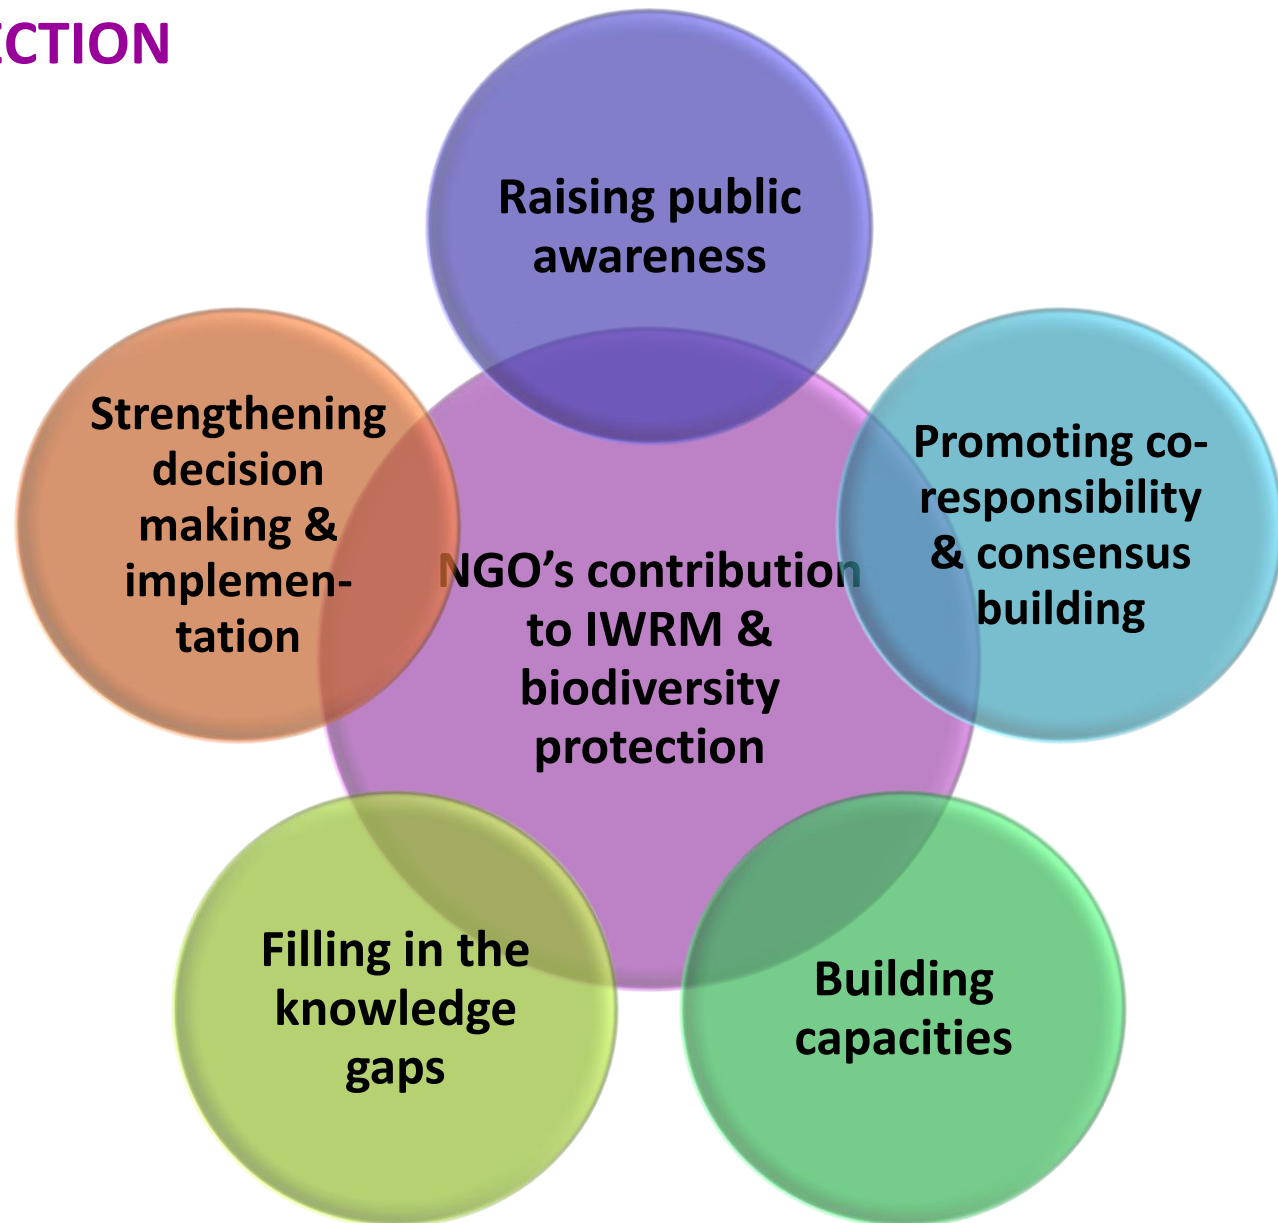 ECTION
Raising public
awareness
Strengthening
decision
making &
implemen-
tation
Promoting co-
responsibility
& consensus
building
NGO’s contribution
to IWRM &
biodiversity
protection
Filling in the
knowledge
gaps
Building
capacities